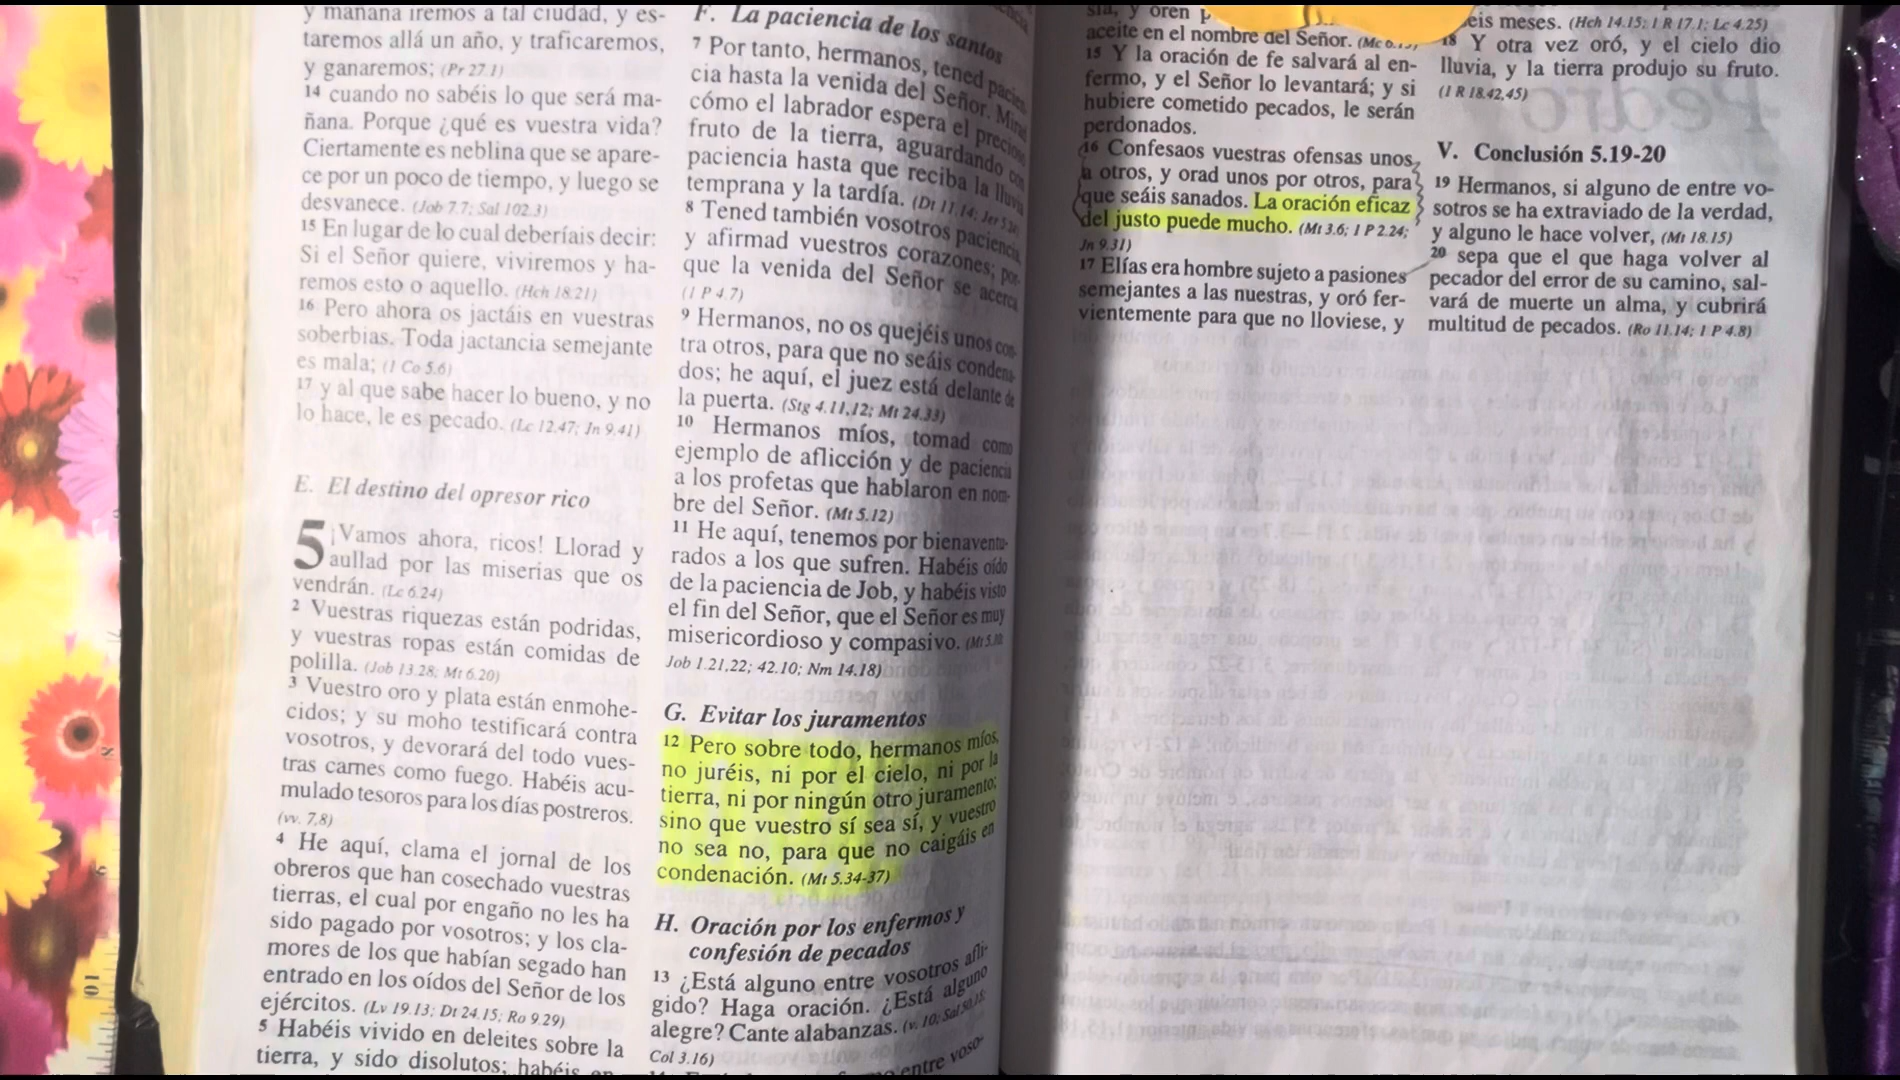 y mañana iremos a tal ciudad, y es-
taremos allá un año, y traficaremos,
y ganaremos; (Pr 27.1)
14 cuando no sabéis lo que será ma-
ñana. Porque ¿qué es vuestra vida?
Ciertamente es neblina que se apare-
ce por un poco de tiempo, y luego se
desvanece. (Job 7.7; Sal 102.3)
15 En lugar de lo cual deberíais decir:
Si el Señor quiere, viviremos y ha-
remos esto o aquello. (Hch 18.21)
16 Pero ahora os jactáis en vuestras
soberbias. Toda jactancia semejante
es mala; (1 Co 5.6)
17 y al que sabe hacer lo bueno, y no
lo hace, le es pecado. (Lc 12.47; Jn 9.41)
E. El destino del opresor rico
5 ¡Vamos ahora, ricos! Llorad y
aullad por las miserias que os
vendrán. (Lc 6.24)
2 Vuestras riquezas están podridas,
y vuestras ropas están comidas de
polilla. (Job 13.28; Mt 6.20)
3 Vuestro oro y plata están enmohe-
cidos; y su moho testificará contra
vosotros, y devorará del todo vues-
tras carnes como fuego. Habéis acu-
mulado tesoros para los días postreros.
(vv. 7,8)
4 He aquí, clama el jornal de los
obreros que han cosechado vuestras
tierras, el cual por engaño no les ha
sido pagado por vosotros; y los cla-
mores de los que habían segado han
entrado en los oídos del Señor de los
ejércitos. (Lv 19.13; Dt 24.15; Ro 9.29)
5 Habéis vivido en deleites sobre la
tierra, y sido disolutos; habéis
F. La paciencia de los santos
7 Por tanto, hermanos, tened pacien-
cia hasta la venida del Señor. Mirad
cómo el labrador espera el precioso
fruto de la tierra, aguardando con
paciencia hasta que reciba la lluvia
temprana y la tardía. (Dt 11.14; Jer
8 Tened también vosotros paciencia,
y afirmad vuestros corazones; por-
que la venida del Señor se acerca
(1 P 4.7)
9 Hermanos, no os quejéis unos con-
tra otros, para que no seáis condena-
dos; he aquí, el juez está delante de
la puerta. (Stg 4.11,12; Mt 24.33)
10 Hermanos míos, tomad como
ejemplo de aflicción y de paciencia
a los profetas que hablaron en nom-
bre del Señor. (Mt 5.12)
11 He aquí, tenemos por bienaventu-
rados a los que sufren. Habéis oído
de la paciencia de Job, y habéis visto
el fin del Señor, que el Señor es muy
misericordioso y compasivo. (Mt 5.10;
Job 1.21,22; 42.10; Nm 14.18)
G. Evitar los juramentos
12 Pero sobre todo, hermanos míos,
no juréis, ni por el cielo, ni por la
tierra, ni por ningún otro juramento;
sino que vuestro sí sea sí, y vuestro
no sea no, para que no caigáis en
condenación. (Mt 5.34-37)
H. Oración por los enfermos y
confesión de pecados
13 ¿Está alguno entre vosotros afli-
gido? Haga oración. ¿Está alguno
alegre? Cante alabanzas. (v. 10; Sal 50.15;
Col 3.16)
entre voso-
sia, y oren
aceite en el nombre del Señor. (Mc
15 Y la oración de fe salvará al en-
fermo, y el Señor lo levantará; y si
hubiere cometido pecados, le serán
perdonados.
16 Confesaos vuestras ofensas unos
a otros, y orad unos por otros, para
que seáis sanados. La oración eficaz
del justo puede mucho. (Mt 3.6; 1 P 2.24;
Jn 9.31)
17 Elías era hombre sujeto a pasiones
semejantes a las nuestras, y oró fer-
vientemente para que no lloviese, y
seis meses. (Hch 14.15; 1 R 17.1; Lc 4.25)
18 Y otra vez oró, y el cielo dio
lluvia, y la tierra produjo su fruto.
(1 R 18.42,45)
V. Conclusión 5.19-20
19 Hermanos, si alguno de entre vo-
sotros se ha extraviado de la verdad,
y alguno le hace volver, (Mt 18.15)
20 sepa que el que haga volver al
pecador del error de su camino, sal-
vará de muerte un alma, y cubrirá
multitud de pecados. (Ro 11.14; 1 P 4.8)